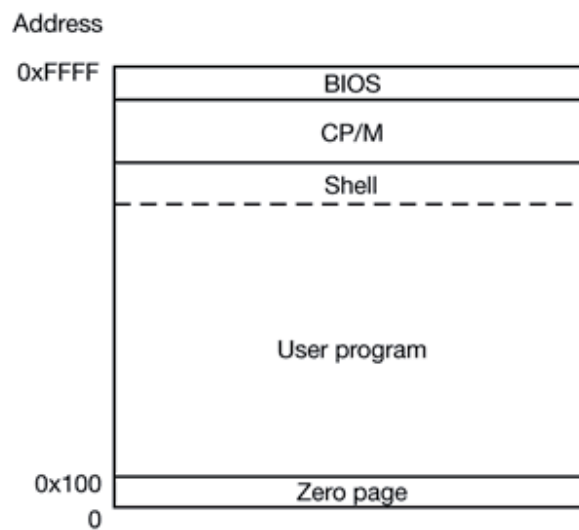 Address
0xFFFF
BIOS
CP/M
Shell
User program
0x100
Zero page
0